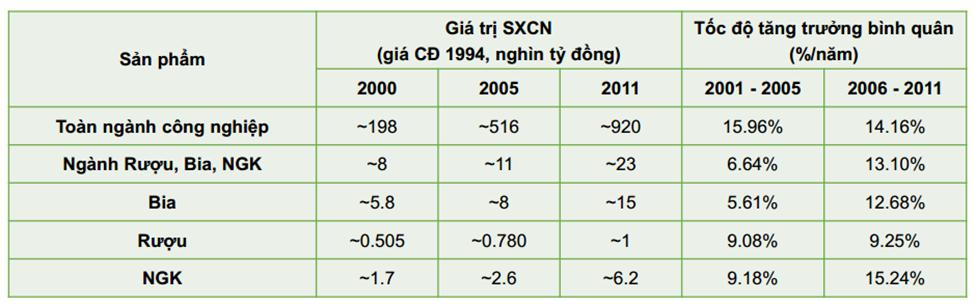 Sản phẩm
Giá trị SXCN
(giá CĐ 1994, nghìn tỷ đồng)
Tốc độ tăng trưởng bình quân
(%/năm)
2000 2005 2011 2001 - 2005 2006 - 2011
Toàn ngành công nghiệp ~198 ~516 ~920 15.96% 14.16%
Ngành Rượu, Bia, NGK ~8 ~11 ~23 6.64% 13.10%
Bia ~5.8 ~8 ~15 5.61% 12.68%
Rượu ~0.505 ~0.780 ~1 9.08% 9.25%
NGK ~1.7 ~2.6 ~6.2 9.18% 15.24%